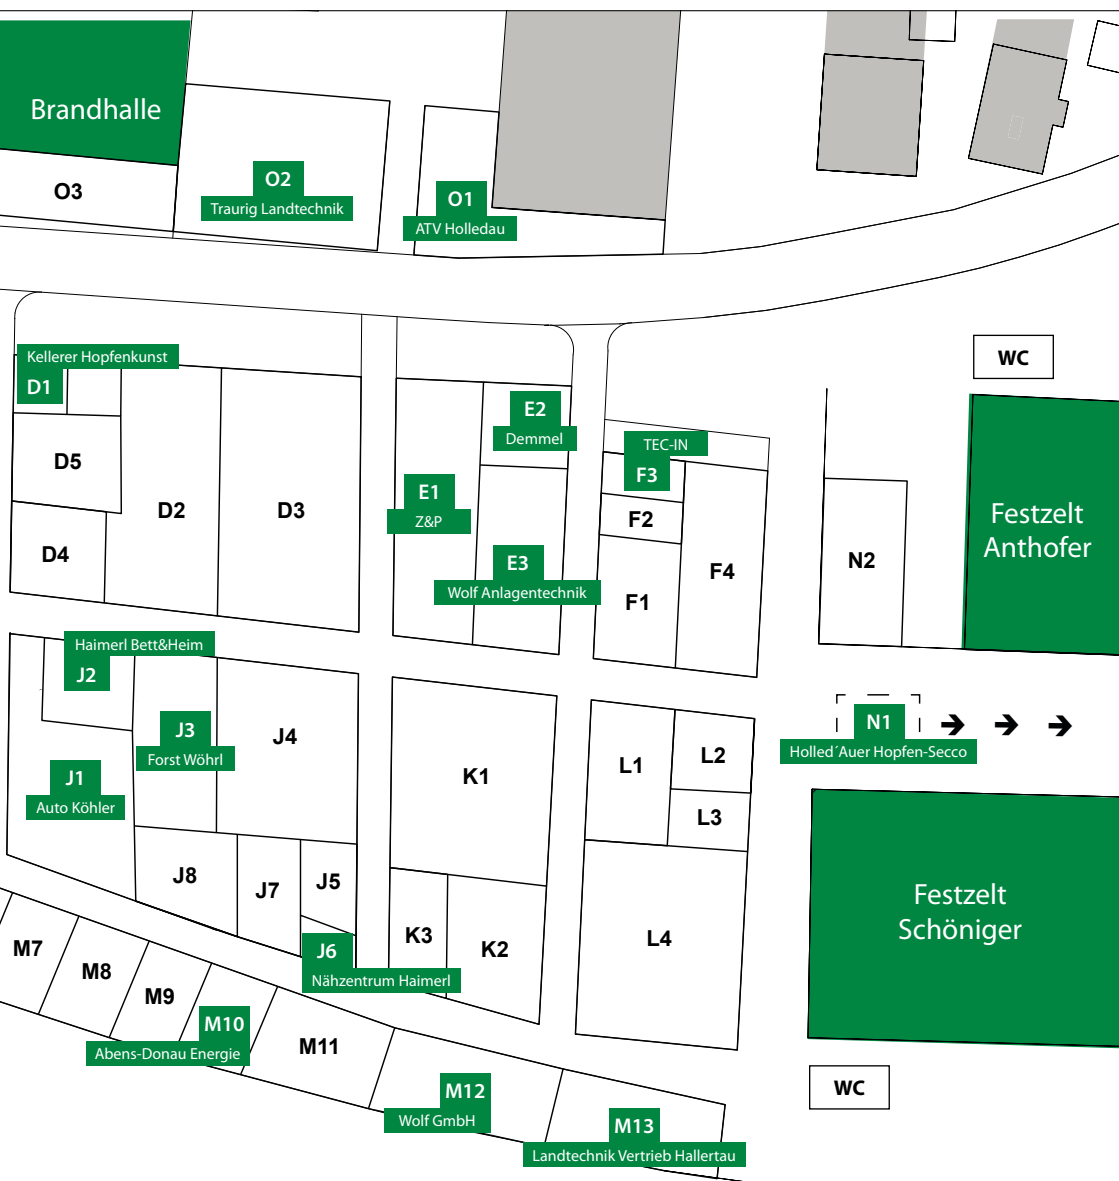 Brandhalle
O3
O2
Traurig Landtechnik
O1
ATV Holledau
WC
Kellerer Hopfenkunst
D1
D5
D4
D2
D3
E1
Z&P
E2
Demmel
E3
Wolf Anlagentechnik
TEC-IN
F3
F2
F1
F4
N2
Festzelt
Anthofer
Haimerl Bett&Heim
J2
J3
Forst Wöhrl
J4
J1
Auto Köhler
J8
J7
J5
J6
Nähzentrum Haimerl
K1
K3
K2
L1
L2
L3
L4
N1
Holled´Auer Hopfen-Secco
Festzelt
Schöniger
M7
M8
M9
M10
Abens-Donau Energie
M11
M12
Wolf GmbH
M13
Landtechnik Vertrieb Hallertau
WC